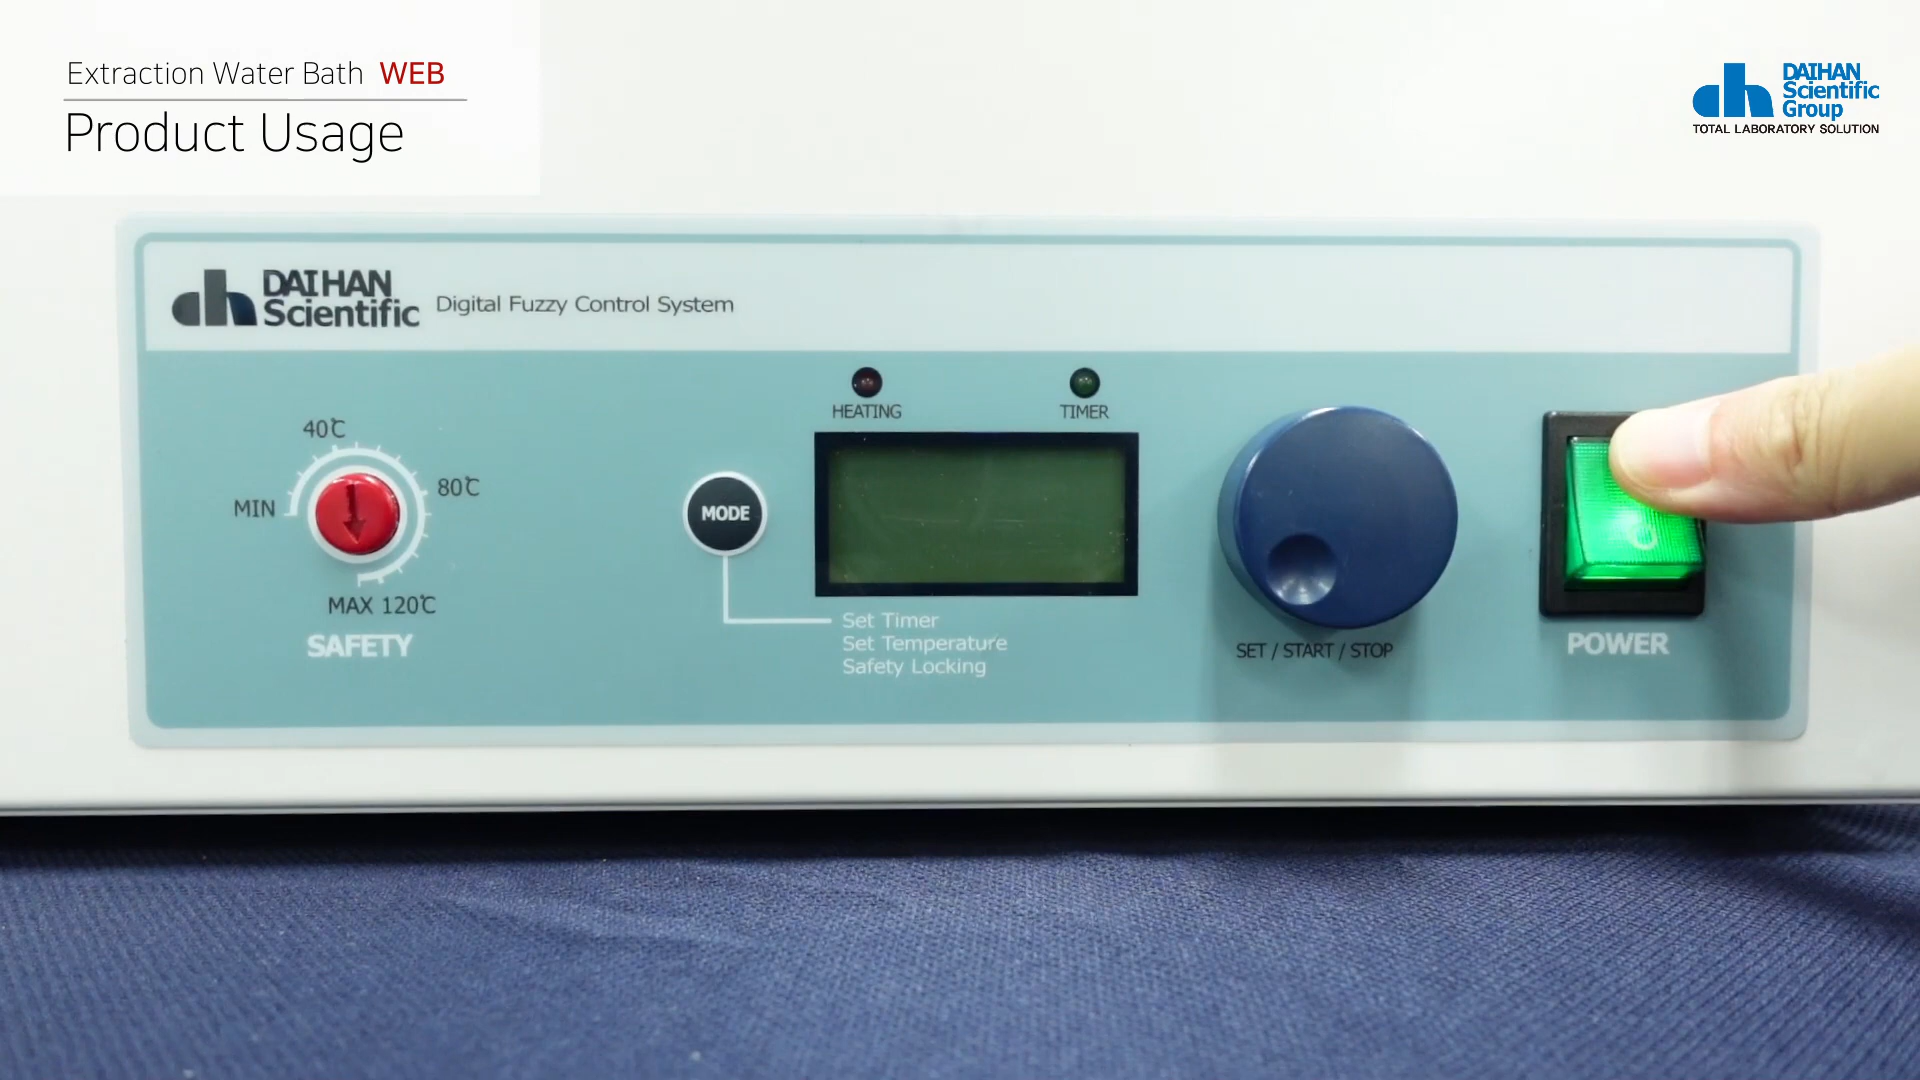 Extraction Water Bath WEB
Product Usage
DAIHAN
Scientific
Group
TOTAL LABORATORY SOLUTION
DAIHAN
Scientific
Digital Fuzzy Control System
HEATING
TIMER
40℃
80℃
MIN
MAX 120℃
SAFETY
MODE
Set Timer
Set Temperature
Safety Locking
SET / START / STOP
POWER